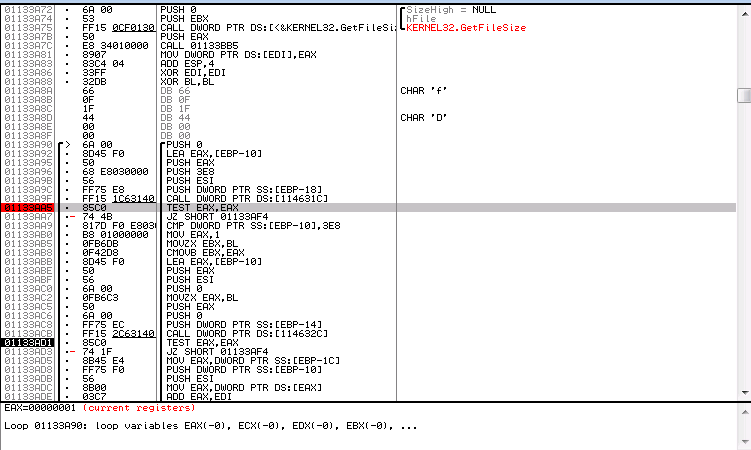 01133A72 · 6A 00 PUSH 0 SizeHigh = NULL
01133A74 · 53 PUSH EBX hFile
01133A75 · FF15 0CF0130 CALL DWORD PTR DS:[<&KERNEL32.GetFileSi: KERNEL32.GetFileSize
01133A7B · 50 PUSH EAX
01133A7C · E8 34010000 CALL 01133BB5
01133A81 · 8907 MOV DWORD PTR DS:[EDI],EAX
01133A83 · 83C4 04 ADD ESP,4
01133A86 · 33FF XOR EDI,EDI
01133A88 · 32DB XOR BL,BL
01133A8A 66 DB 66 CHAR 'f'
01133A8B 0F DB 0F
01133A8C 1F DB 1F
01133A8D 44 DB 44 CHAR 'D'
01133A8E 00 DB 00
01133A8F 00 DB 00
01133A90 > 6A 00 PUSH 0
01133A92 · 8D45 F0 LEA EAX,[EBP-10]
01133A95 · 50 PUSH EAX
01133A96 · 68 E8030000 PUSH 3E8
01133A9B · 56 PUSH ESI
01133A9C · FF75 E8 PUSH DWORD PTR SS:[EBP-18]
01133A9F · FF15 1C63140 CALL DWORD PTR DS:[114631C]
01133AA5 · 85C0 TEST EAX,EAX
01133AA7 ·- 74 4B JZ SHORT 01133AF4
01133AA9 · 817D F0 E803 CMP DWORD PTR SS:[EBP-10],3E8
01133AB0 · B8 01000000 MOV EAX,1
01133AB5 · 0FB6DB MOVZX EBX,BL
01133AB8 · 0F42D8 CMOVB EBX,EAX
01133ABB · 8D45 F0 LEA EAX,[EBP-10]
01133ABE · 50 PUSH EAX
01133ABF · 56 PUSH ESI
01133AC0 · 6A 00 PUSH 0
01133AC2 · 0FB6C3 MOVZX EAX,BL
01133AC5 · 50 PUSH EAX
01133AC6 · 6A 00 PUSH 0
01133AC8 · FF75 EC PUSH DWORD PTR SS:[EBP-14]
01133ACB · FF15 2C63140 CALL DWORD PTR DS:[114632C]
01133AD1 · 85C0 TEST EAX,EAX
01133AD3 ·- 74 1F JZ SHORT 01133AF4
01133AD5 · 8B45 E4 MOV EAX,DWORD PTR SS:[EBP-1C]
01133AD8 · FF75 F0 PUSH DWORD PTR SS:[EBP-10]
01133ADB · 56 PUSH ESI
01133ADC · 8B00 MOV EAX,DWORD PTR DS:[EAX]
01133ADE · 03C7 ADD EAX,EDI
EAX=00000001 (current registers)
Loop 01133A90: loop variables EAX(-0), ECX(-0), EDX(-0), EBX(-0), ...